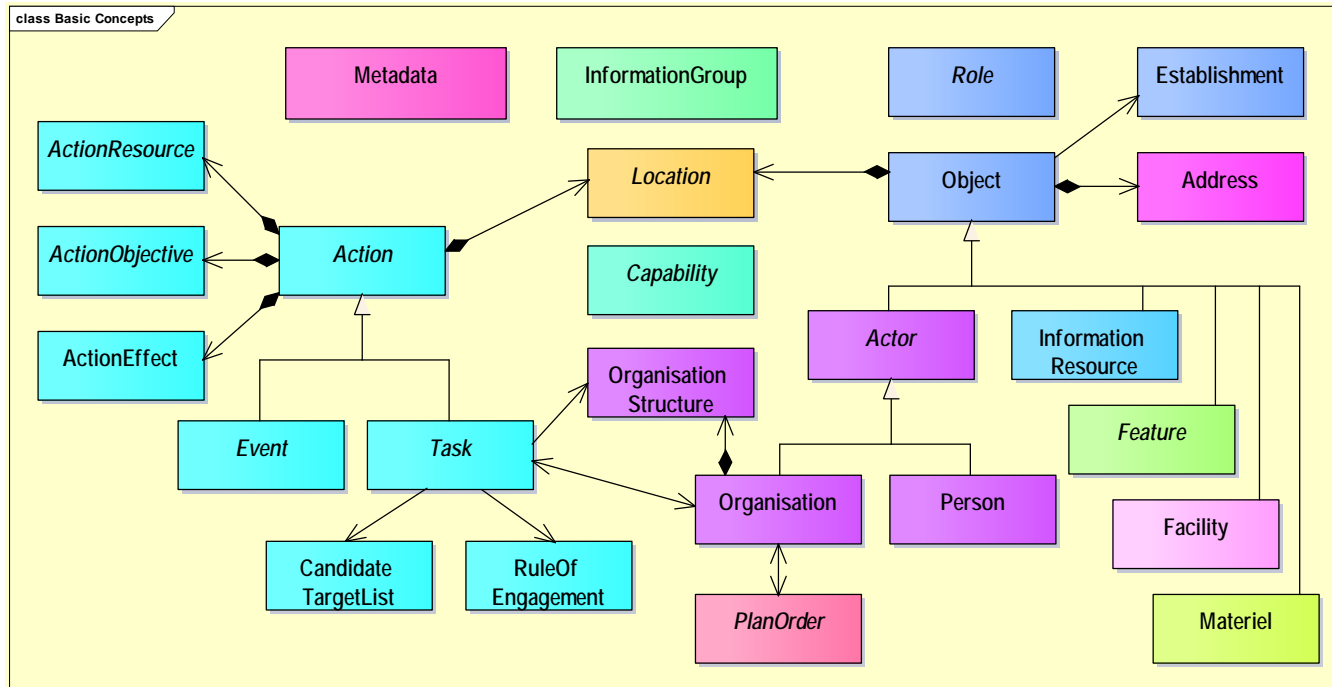 class Basic Concepts
Metadata
InformationGroup
Role
Establishment
ActionResource
Location
Object
Address
ActionObjective
Action
Capability
ActionEffect
Actor
Information
Resource
Organisation
Structure
Event
Task
Feature
Organisation
Person
Facility
Candidate
TargetList
RuleOf
Engagement
PlanOrder
Materiel